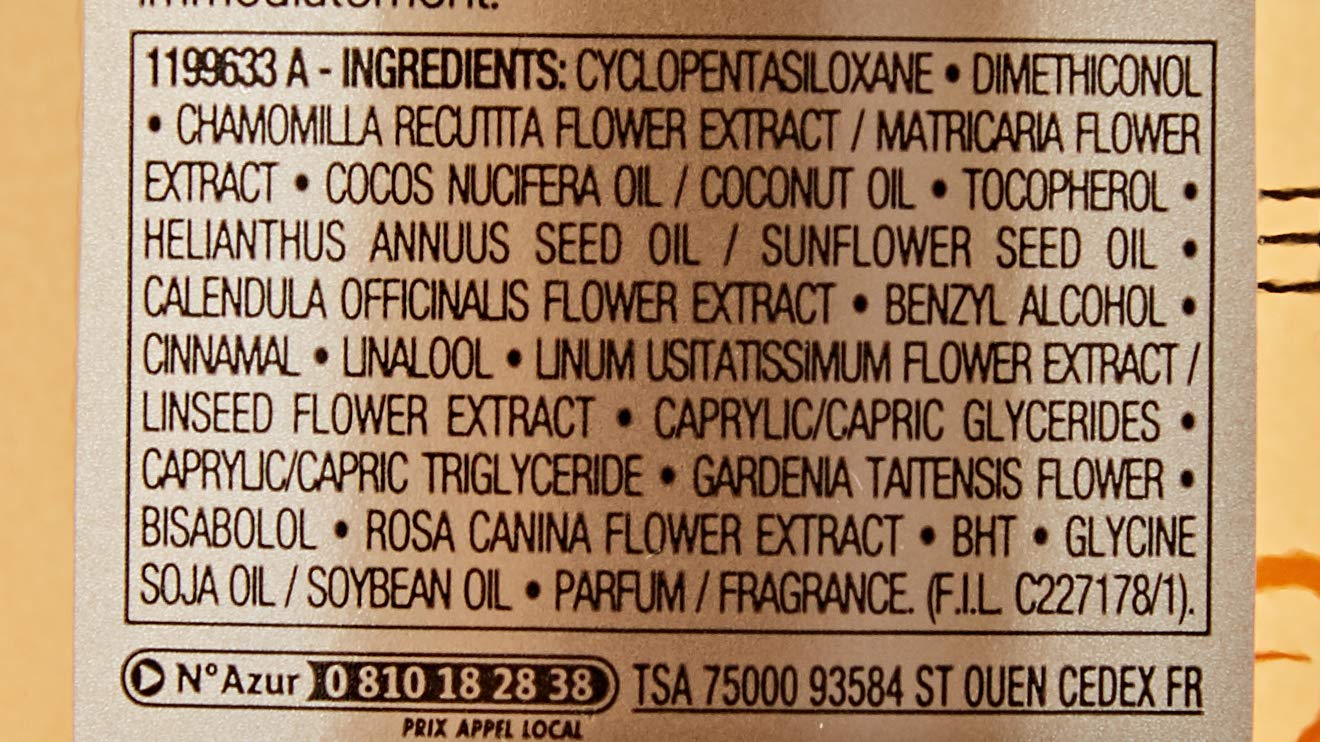 immédiatement.
1199633 A - INGREDIENTS: CYCLOPENTASILOXANE • DIMETHICONOL
• CHAMOMILLA RECUTITA FLOWER EXTRACT / MATRICARIA FLOWER
EXTRACT • COCOS NUCIFERA OIL / COCONUT OIL • TOCOPHEROL •
HELIANTHUS ANNUUS SEED OIL / SUNFLOWER SEED OIL •
CALENDULA OFFICINALIS FLOWER EXTRACT • BENZYL ALCOHOL •
CINNAMAL • LINALOOL • LINUM USITATISSIMUM FLOWER EXTRACT /
LINSEED FLOWER EXTRACT • CAPRYLIC/CAPRIC GLYCERIDES •
CAPRYLIC/CAPRIC TRIGLYCERIDE • GARDENIA TAITENSIS FLOWER •
BISABOLOL • ROSA CANINA FLOWER EXTRACT • BHT • GLYCINE
SOJA OIL / SOYBEAN OIL • PARFUM / FRAGRANCE. (F.I.L. C227178/1).
N°Azur 0 810 18 28 38 TSA 75000 93584 ST OUEN CEDEX FR
PRIX APPEL LOCAL